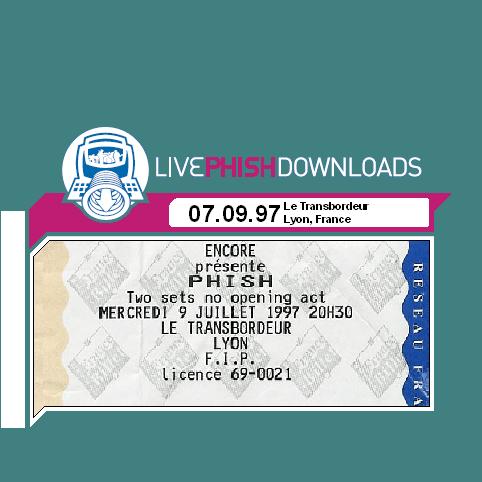 LIVEPHISHDOWNLOADS
07.09.97
Le Transbordeur
Lyon, France
ENCORE
présente
PHISH
Two sets no opening act
MERCREDI 9 JUILLET 1997 20H30
LE TRANSBORDEUR
LYON
F.I.P.
licence 69-0021
RESEAU FRA